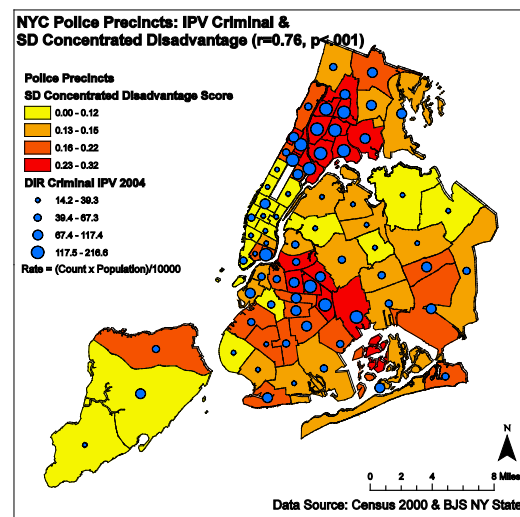 NYC Police Precincts: IPV Criminal &
SD Concentrated Disadvantage (r=0.76, p<.001)
Police Precincts
SD Concentrated Disadvantage Score
0.00 - 0.12
0.13 - 0.15
0.16 - 0.22
0.23 - 0.32
DIR Criminal IPV 2004
14.2 - 39.3
39.4 - 67.3
67.4 - 117.4
117.5 - 216.6
Rate = (Count x Population)/10000
N
0 2 4 8 Miles
Data Source: Census 2000 & BJS NY State